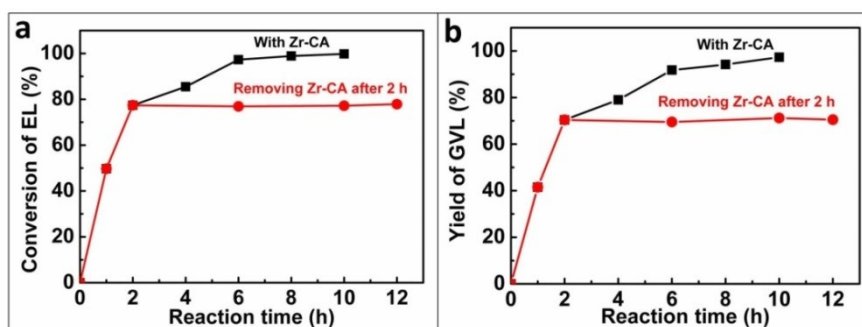 a
With Zr-CA
Removing Zr-CA after 2 h
Conversion of EL (%)
100
80
60
40
20
0
0 2 4 6 8 10 12
Reaction time (h)
b
With Zr-CA
Removing Zr-CA after 2 h
Yield of GVL (%)
100
80
60
40
20
0
0 2 4 6 8 10 12
Reaction time (h)